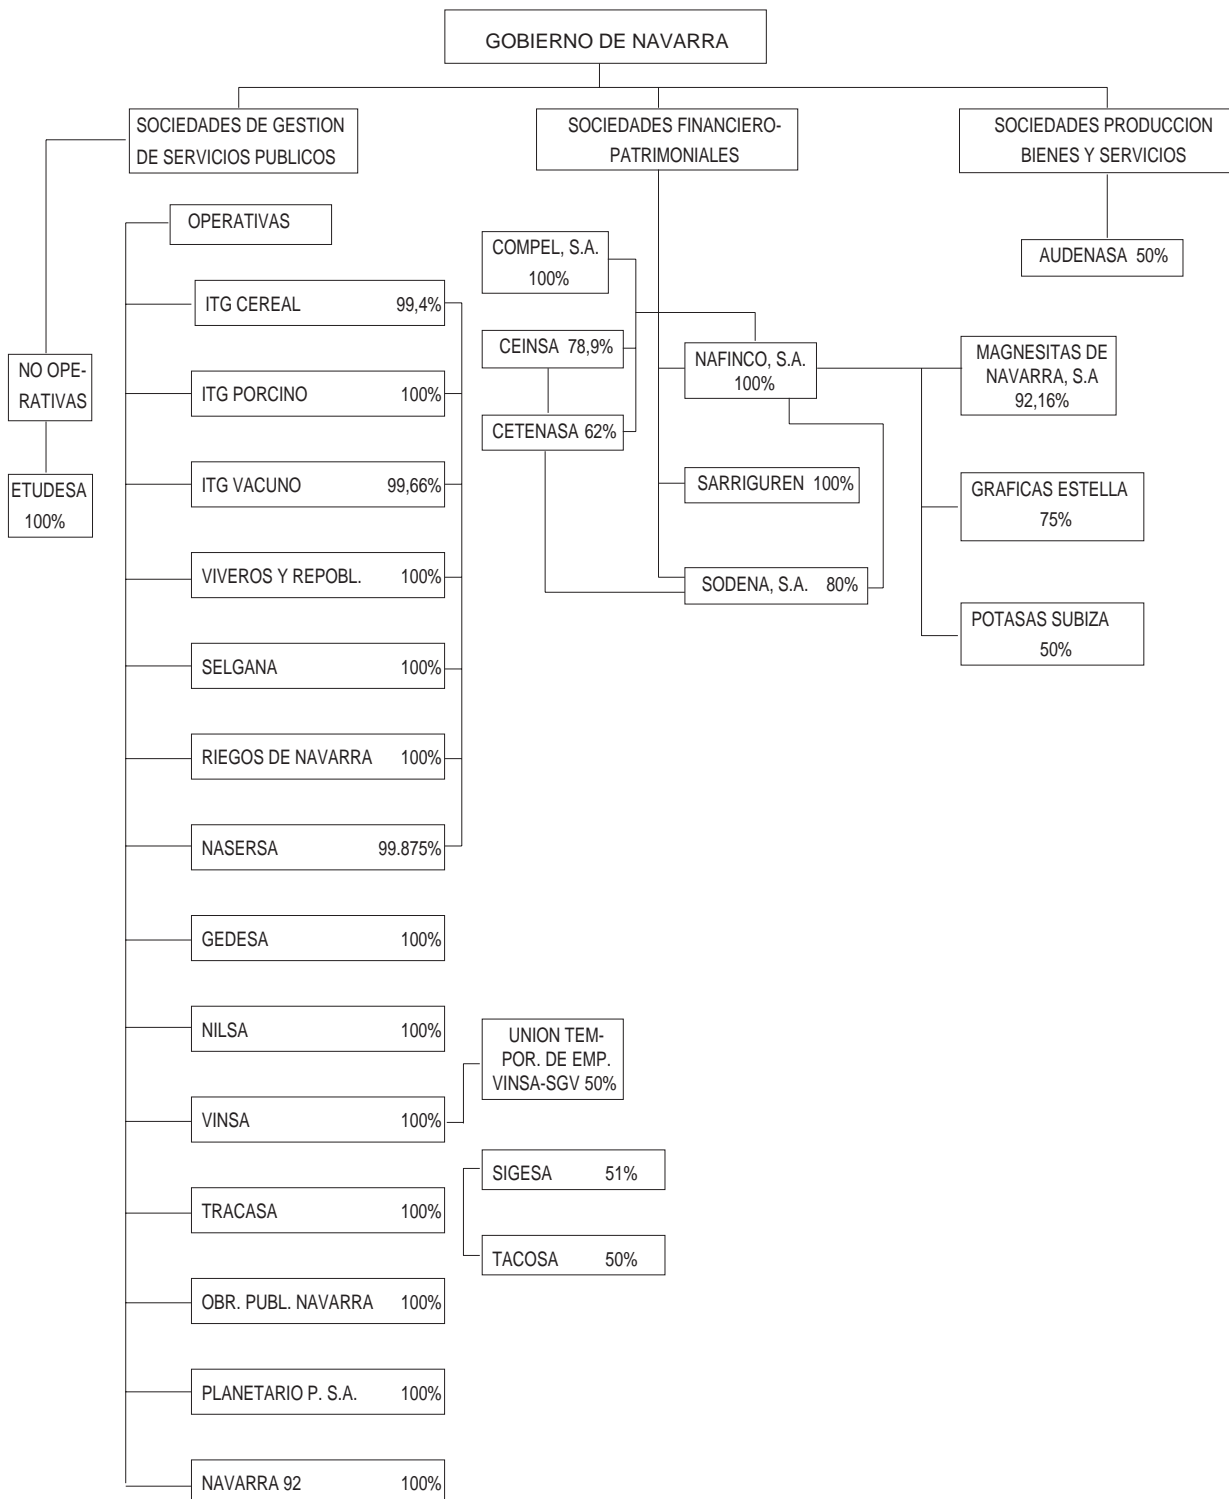 GOBIERNO DE NAVARRA
SOCIEDADES DE GESTION
DE SERVICIOS PUBLICOS
SOCIEDADES FINANCIERO-
PATRIMONIALES
SOCIEDADES PRODUCCION
BIENES Y SERVICIOS
NO OPE-
RATIVAS
ETUDESA
100%
OPERATIVAS
ITG CEREAL 99,4%
ITG PORCINO 100%
ITG VACUNO 99,66%
VIVEROS Y REPOBL. 100%
SELGANA 100%
RIEGOS DE NAVARRA 100%
NASERSA 99.875%
GEDESA 100%
NILSA 100%
VINSA 100%
TRACASA 100%
OBR. PUBL. NAVARRA 100%
PLANETARIO P. S.A. 100%
NAVARRA 92 100%
UNION TEM-
POR. DE EMP.
VINSA-SGV 50%
SIGESA 51%
TACOSA 50%
COMPEL, S.A.
100%
CEINSA 78,9%
CETENASA 62%
NAFINCO, S.A.
100%
SARRIGUREN 100%
SODENA, S.A. 80%
AUDENASA 50%
MAGNESITAS DE
NAVARRA, S.A
92,16%
GRAFICAS ESTELLA
75%
POTASAS SUBIZA
50%